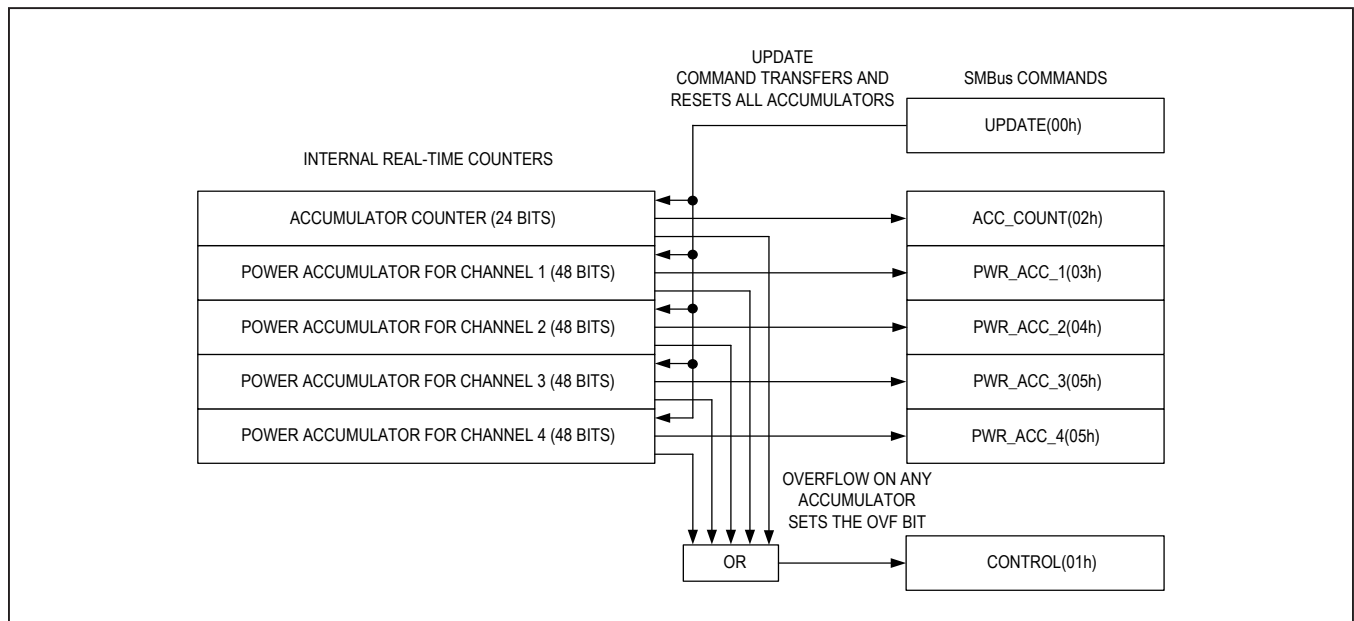 UPDATE
COMMAND TRANSFERS AND
RESETS ALL ACCUMULATORS
SMBus COMMANDS
UPDATE(00h)
INTERNAL REAL-TIME COUNTERS
ACCUMULATOR COUNTER (24 BITS)
ACC_COUNT(02h)
POWER ACCUMULATOR FOR CHANNEL 1 (48 BITS)
PWR_ACC_1(03h)
POWER ACCUMULATOR FOR CHANNEL 2 (48 BITS)
PWR_ACC_2(04h)
POWER ACCUMULATOR FOR CHANNEL 3 (48 BITS)
PWR_ACC_3(05h)
POWER ACCUMULATOR FOR CHANNEL 4 (48 BITS)
PWR_ACC_4(05h)
OVERFLOW ON ANY
ACCUMULATOR
SETS THE OVF BIT
OR
CONTROL(01h)